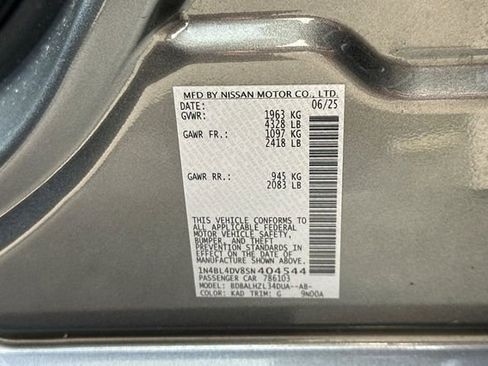 MFD BY NISSAN MOTOR CO., LTD.
DATE: 06/25
GVWR: 1963 KG
4328 LB
GAWR FR.: 1097 KG
2418 LB
GAWR RR.: 945 KG
2083 LB
THIS VEHICLE CONFORMS TO
ALL APPLICABLE FEDERAL
MOTOR VEHICLE SAFETY,
BUMPER, AND THEFT
PREVENTION STANDARDS IN
EFFECT ON THE DATE OF
MANUFACTURE SHOWN ABOVE.
1N4BL4DV8SN404544
PASSENGER CAR 786103
MODEL: BDBALHZL34DUA--AB-
COLOR: KAD TRIM: G 9N00A